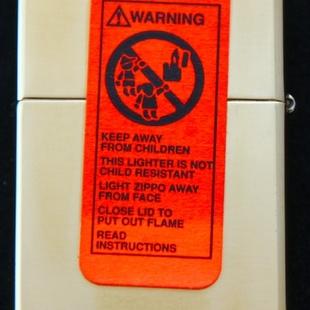 WARNING
KEEP AWAY
FROM CHILDREN
THIS LIGHTER IS NOT
CHILD RESISTANT
LIGHT ZIPPO AWAY
FROM FACE
CLOSE LID TO
PUT OUT FLAME
READ
INSTRUCTIONS